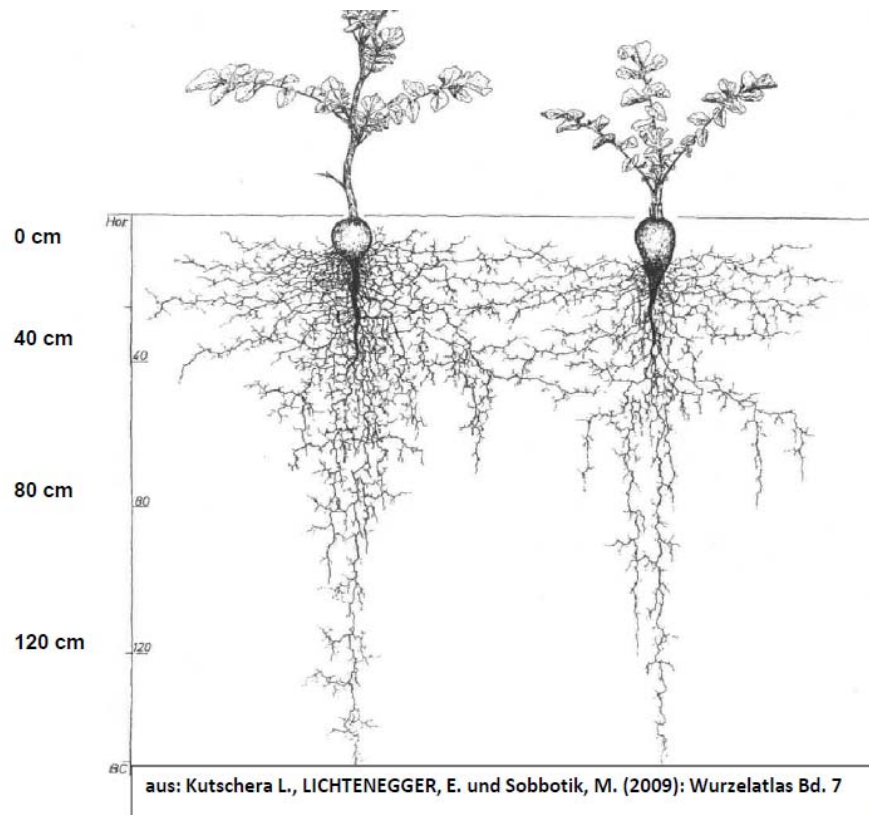 Hor
0 cm
40 cm
40
80 cm
80
120 cm
120
BC
aus: Kutschera L., LICHTENEGGER, E. und Sobbotik, M. (2009): Wurzelatlas Bd. 7